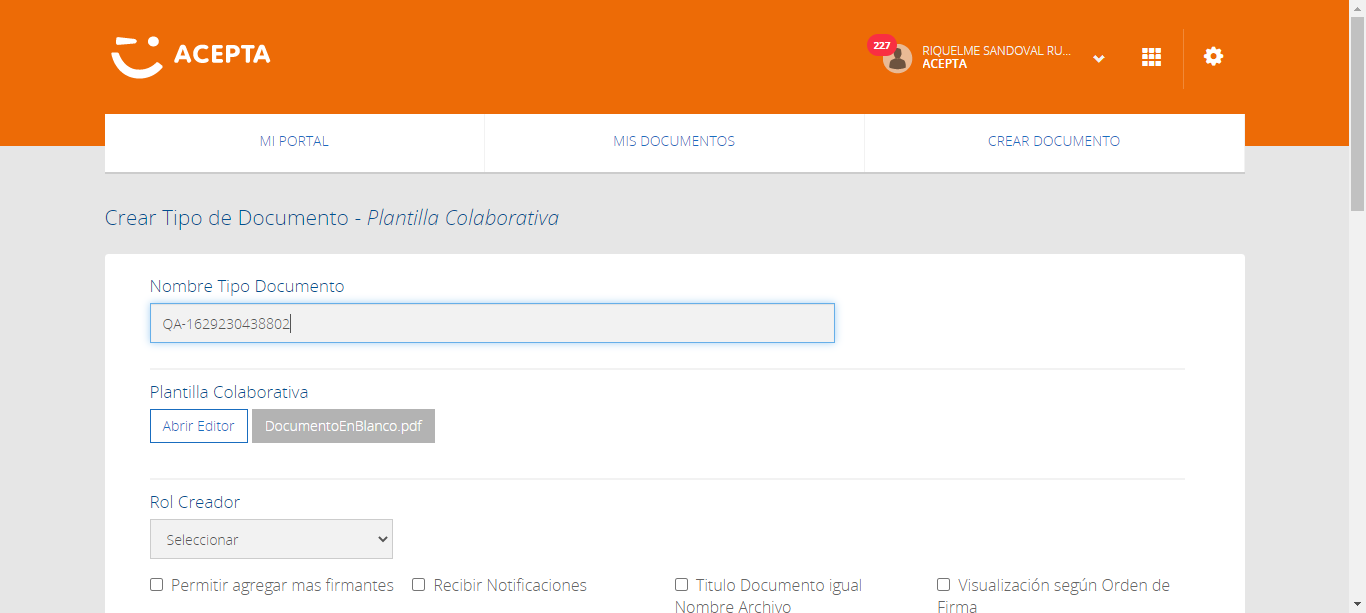 ACEPTA
227
RIQUELME SANDOVAL RU...
ACEPTA
MI PORTAL
MIS DOCUMENTOS
CREAR DOCUMENTO
Crear Tipo de Documento - Plantilla Colaborativa
Nombre Tipo Documento
QA-1629230438802
Plantilla Colaborativa
Abrir Editor
DocumentoEnBlanco.pdf
Rol Creador
Seleccionar
Permitir agregar mas firmantes
Recibir Notificaciones
Titulo Documento igual
Nombre Archivo
Visualización según Orden de
Firma